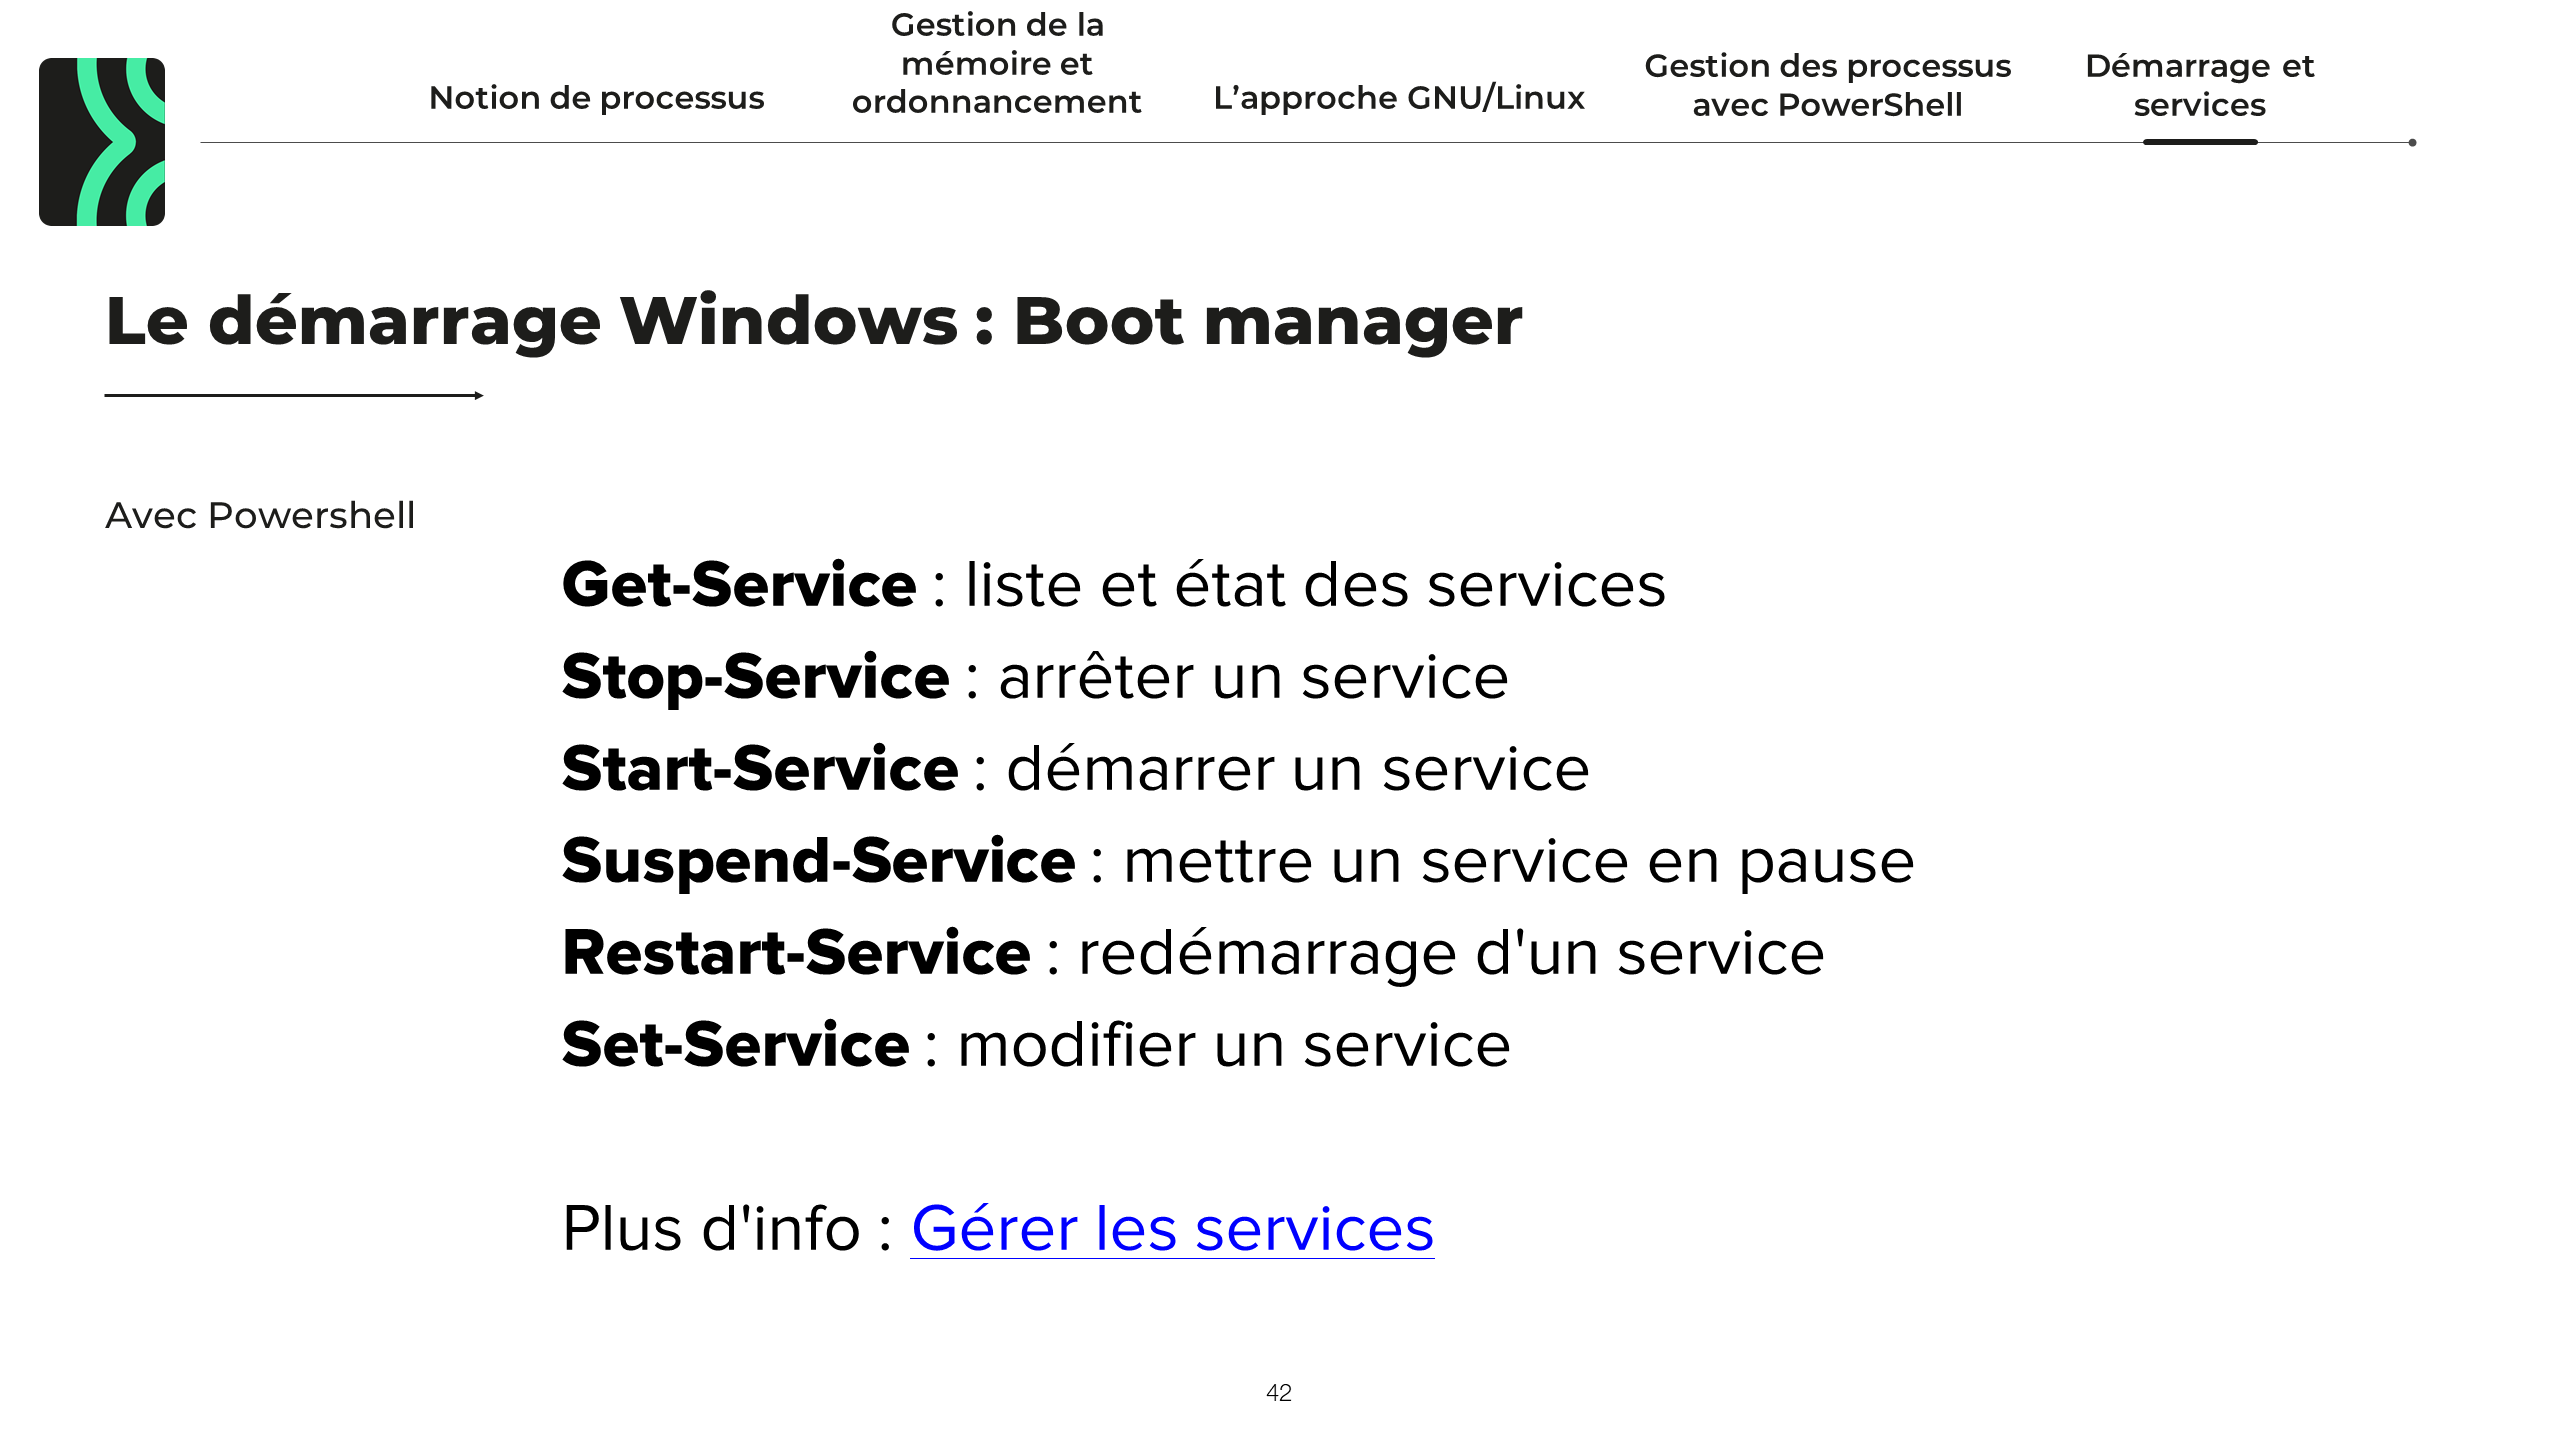 Notion de processus
Gestion de la
mémoire et
ordonnancement
L’approche GNU/Linux
Gestion des processus
avec PowerShell
Démarrage et
services
Le démarrage Windows : Boot manager
Avec Powershell
Get-Service : liste et état des services
Stop-Service : arrêter un service
Start-Service : démarrer un service
Suspend-Service : mettre un service en pause
Restart-Service : redémarrage d'un service
Set-Service : modifier un service
Plus d'info : Gérer les services
42